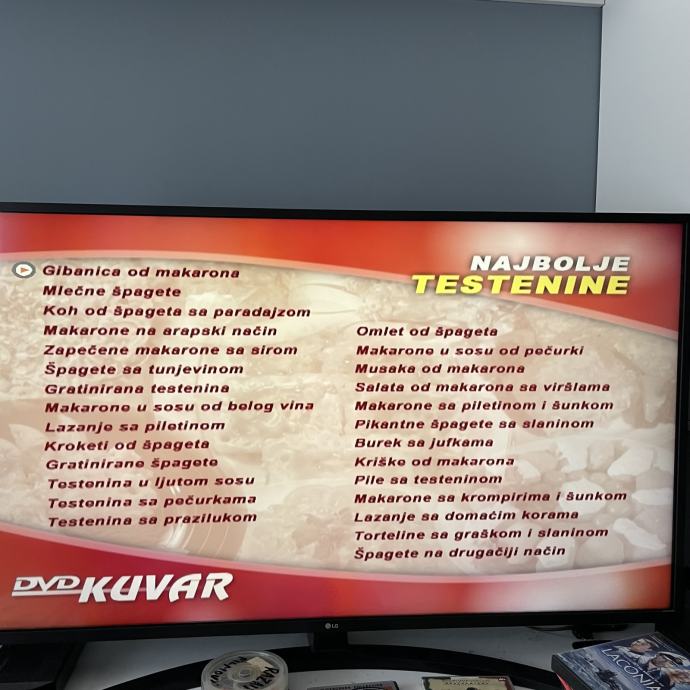 NAJBOLJE
TESTENINE
Gibanica od makarona
Mlečne špagete
Koh od špageta sa paradajzom
Makarone na arapski način
Zapečene makarone sa sirom
Špagete sa tunjevinom
Gratinirana testenina
Makarone u sosu od belog vina
Lazanje sa piletinom
Kroketi od špageta
Gratinirane špagete
Testenina u ljutom sosu
Testenina sa pečurkama
Testenina sa prazilukom
Omlet od špageta
Makarone u sosu od pečurki
Musaka od makarona
Salata od makarona sa viršlama
Makarone sa piletinom i šunkom
Pikantne špagete sa slaninom
Burek sa jufkama
Kriške od makarona
Pile sa testeninom
Makarone sa krompirima i šunkom
Lazanje sa domaćim korama
Torteline sa graškom i slaninom
Špagete na drugačiji način
DVD KUVAR
LG
LACONIA